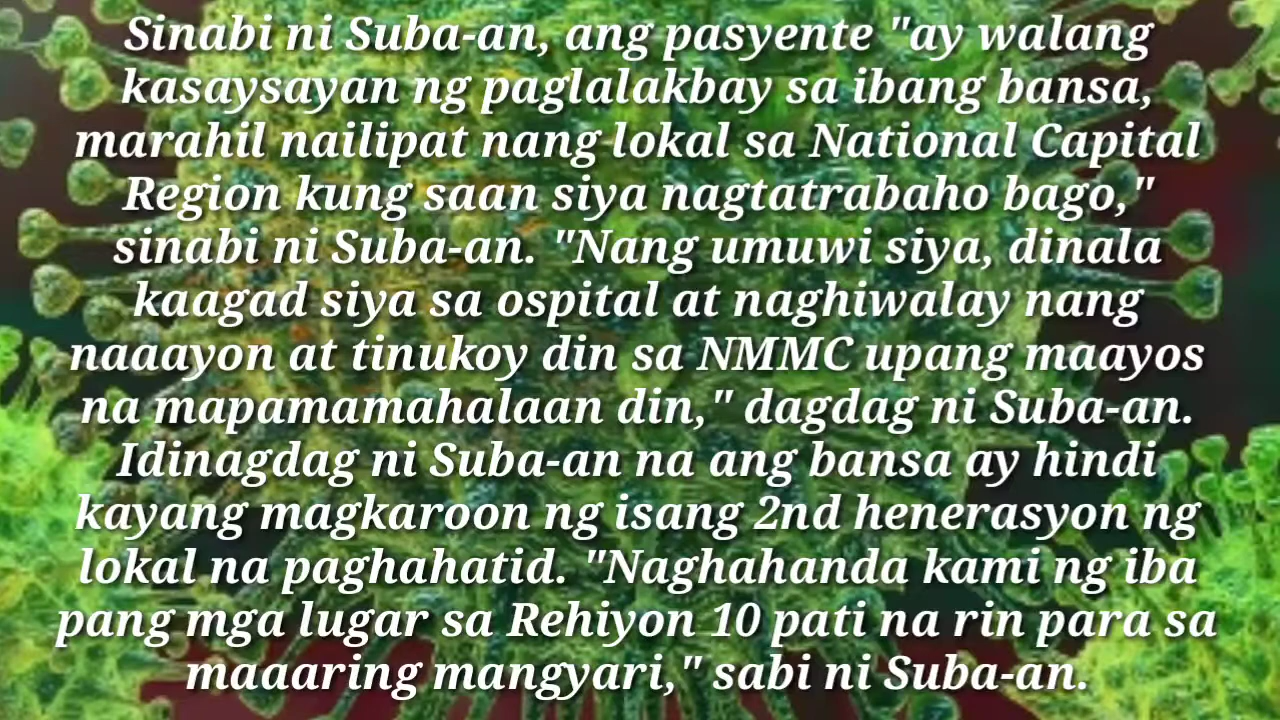 Sinabi ni Suba-an, ang pasyente "ay walang
kasaysayan ng paglalakbay sa ibang bansa,
marahil nailipat nang lokal sa National Capital
Region kung saan siya nagtatrabaho bago,"
sinabi ni Suba-an. "Nang umuwi siya, dinala
kaagad siya sa ospital at naghiwalay nang
naaayon at tinukoy din sa NMMC upang maayos
na mapamamahalaan din," dagdag ni Suba-an.
Idinagdag ni Suba-an na ang bansa ay hindi
kayang magkaroon ng isang 2nd henerasyon ng
lokal na paghahatid. "Naghahanda kami ng iba
pang mga lugar sa Rehiyon 10 pati na rin para sa
maaaring mangyari," sabi ni Suba-an.